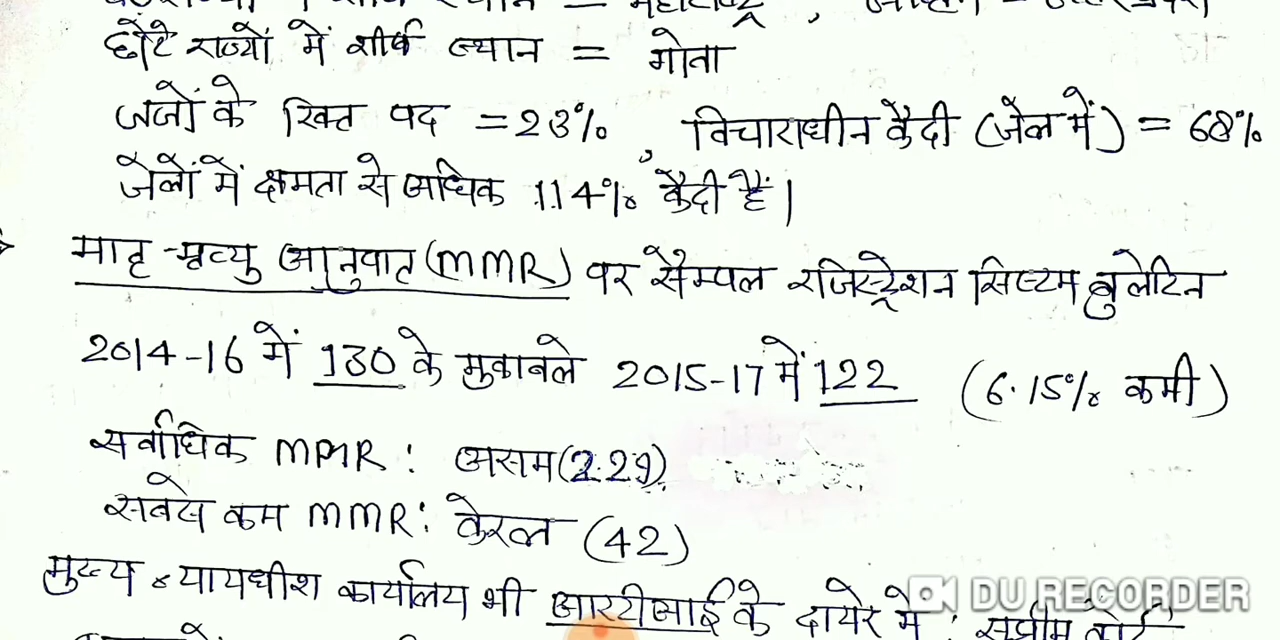 बड़े राज्यों में शीर्ष स्थान = महाराष्ट्र,
छोटे राज्यों में शीर्ष स्थान = गोवा
जजों के रिक्त पद = 23%, विचाराधीन कैदी (जेल में) = 68%
जेलों में क्षमता से अधिक 114% कैदी हैं।
मातृ-मृत्यु अनुपात (MMR) पर सैम्पल रजिस्ट्रेशन सिस्टम बुलेटिन
2014-16 में 130 के मुकाबले 2015-17 में 122 (6.15% कमी)
सर्वाधिक MMR: असम (229)
सबसे कम MMR: केरल (42)
मुख्य न्यायधीश कार्यालय भी आरटीआई के दायरे में: सुप्रीम कोर्ट
DU RECORDER